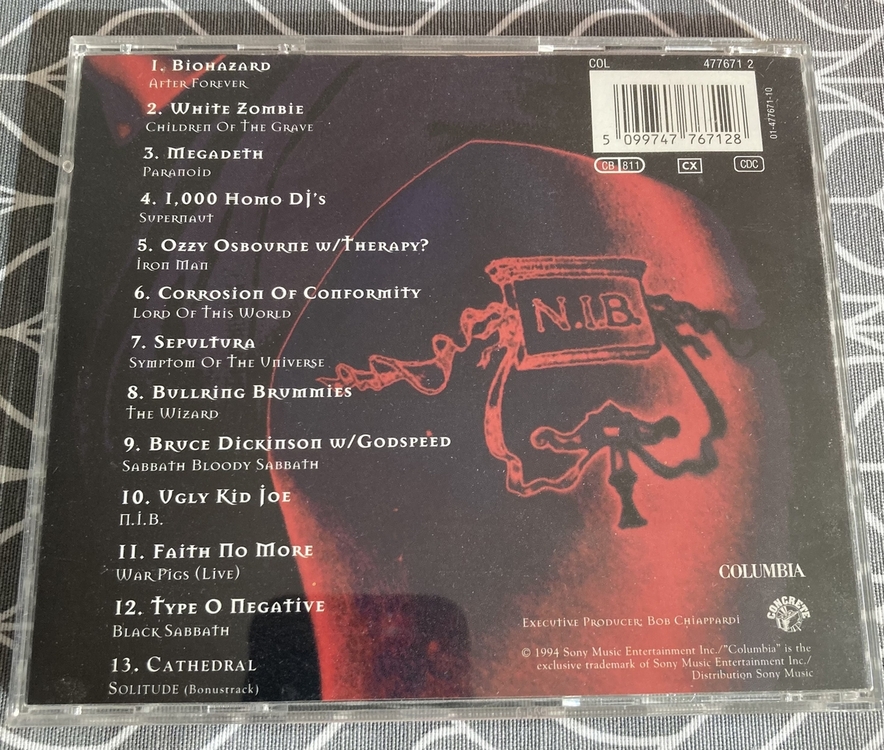 1. Biohazard
After Forever
2. White Zombie
Children Of The Grave
3. Megadeth
Paranoid
4. 1,000 Homo Dj's
Supernaut
5. Ozzy Osbourne w/Therapy?
Iron Man
6. Corrosion Of Conformity
Lord Of This World
7. Sepultura
Symptom Of The Universe
8. Bullring Brummies
The Wizard
9. Bruce Dickinson w/Godspeed
Sabbath Bloody Sabbath
10. Ugly Kid Joe
N.I.B.
11. Faith No More
War Pigs (Live)
12. Type O Negative
Black Sabbath
13. Cathedral
Solitude (Bonustrack)
COL 477671 2
5 099747 767128
01-477671-10
CB 811 CX CDC
N.I.B.
COLUMBIA
CONCRETE
Executive Producer: Bob Chiappardi
© 1994 Sony Music Entertainment Inc./"Columbia" is the
exclusive trademark of Sony Music Entertainment Inc./
Distribution Sony Music